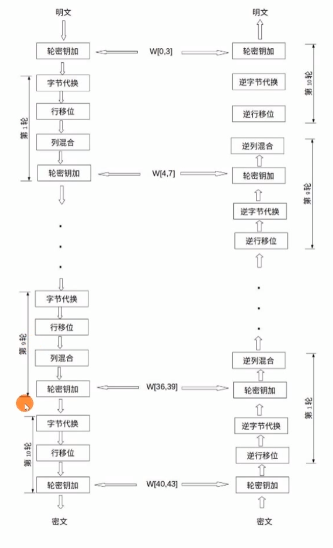 明文
轮密钥加
第1轮
字节代换
行移位
列混合
轮密钥加
第9轮
字节代换
行移位
列混合
轮密钥加
第10轮
字节代换
行移位
轮密钥加
密文
W[0,3]
W[4,7]
W[36,39]
W[40,43]
明文
轮密钥加
逆字节代换
逆行移位
第10轮
逆列混合
轮密钥加
逆字节代换
逆行移位
第9轮
逆列混合
轮密钥加
逆字节代换
逆行移位
第1轮
轮密钥加
密文